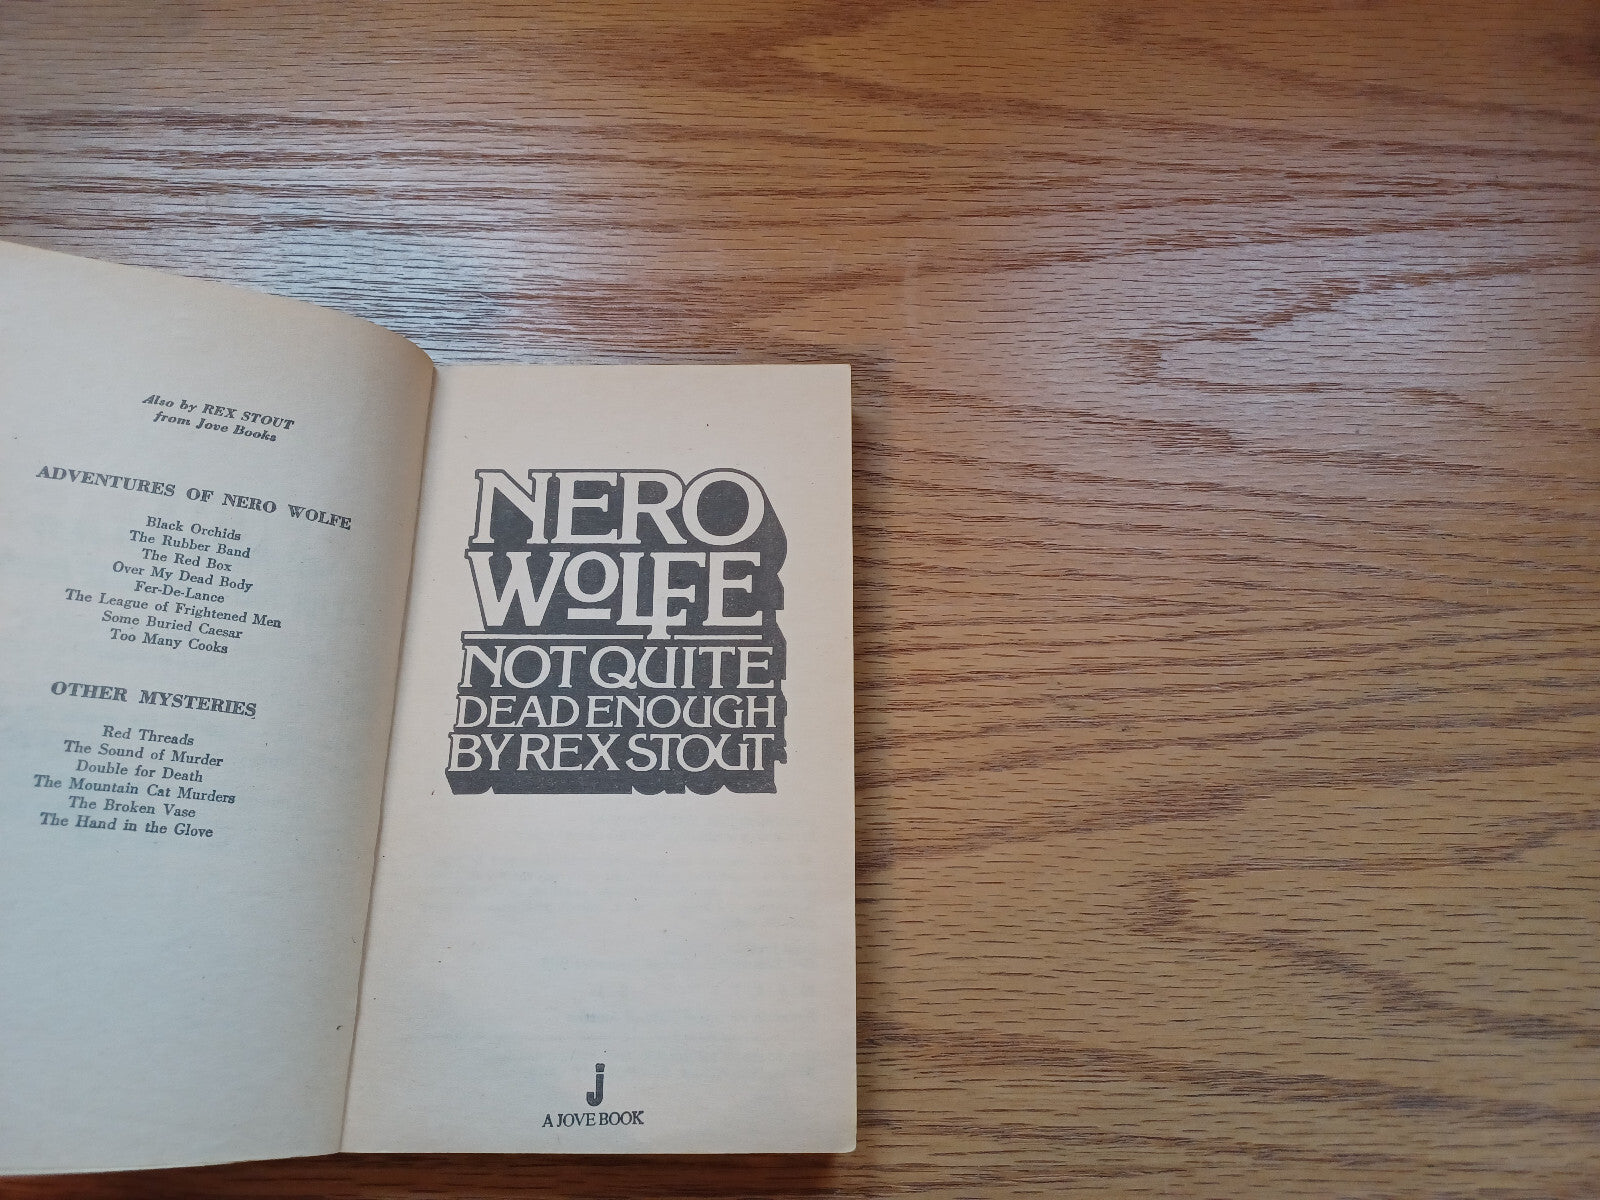 Also by REX STOUT
from Jove Books
ADVENTURES OF NERO WOLFE
Black Orchids
The Rubber Band
The Red Box
Over My Dead Body
Fer-De-Lance
The League of Frightened Men
Some Buried Caesar
Too Many Cooks
OTHER MYSTERIES
Red Threads
The Sound of Murder
Double for Death
The Mountain Cat Murders
The Broken Vase
The Hand in the Glove
NERO
WOLFE
NOT QUITE
DEAD ENOUGH
BY REX STOUT
j
A JOVE BOOK